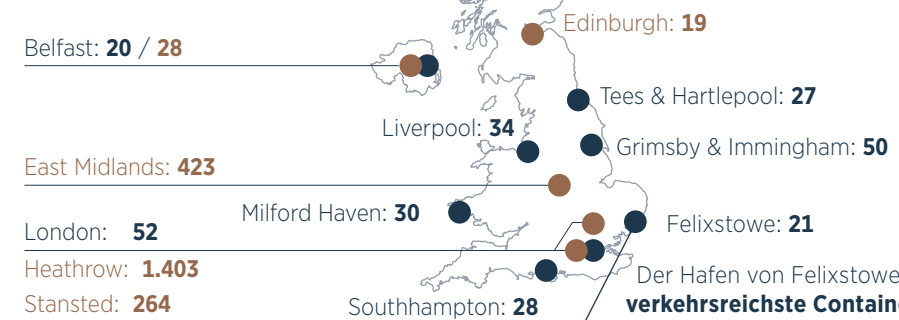 Edinburgh: 19
Belfast: 20 / 28
Tees & Hartlepool: 27
Liverpool: 34
Grimsby & Immingham: 50
East Midlands: 423
Milford Haven: 30
Felixstowe: 21
London: 52
Heathrow: 1.403
Stansted: 264
Southhampton: 28
Der Hafen von Felixstowe
verkehrsreichste